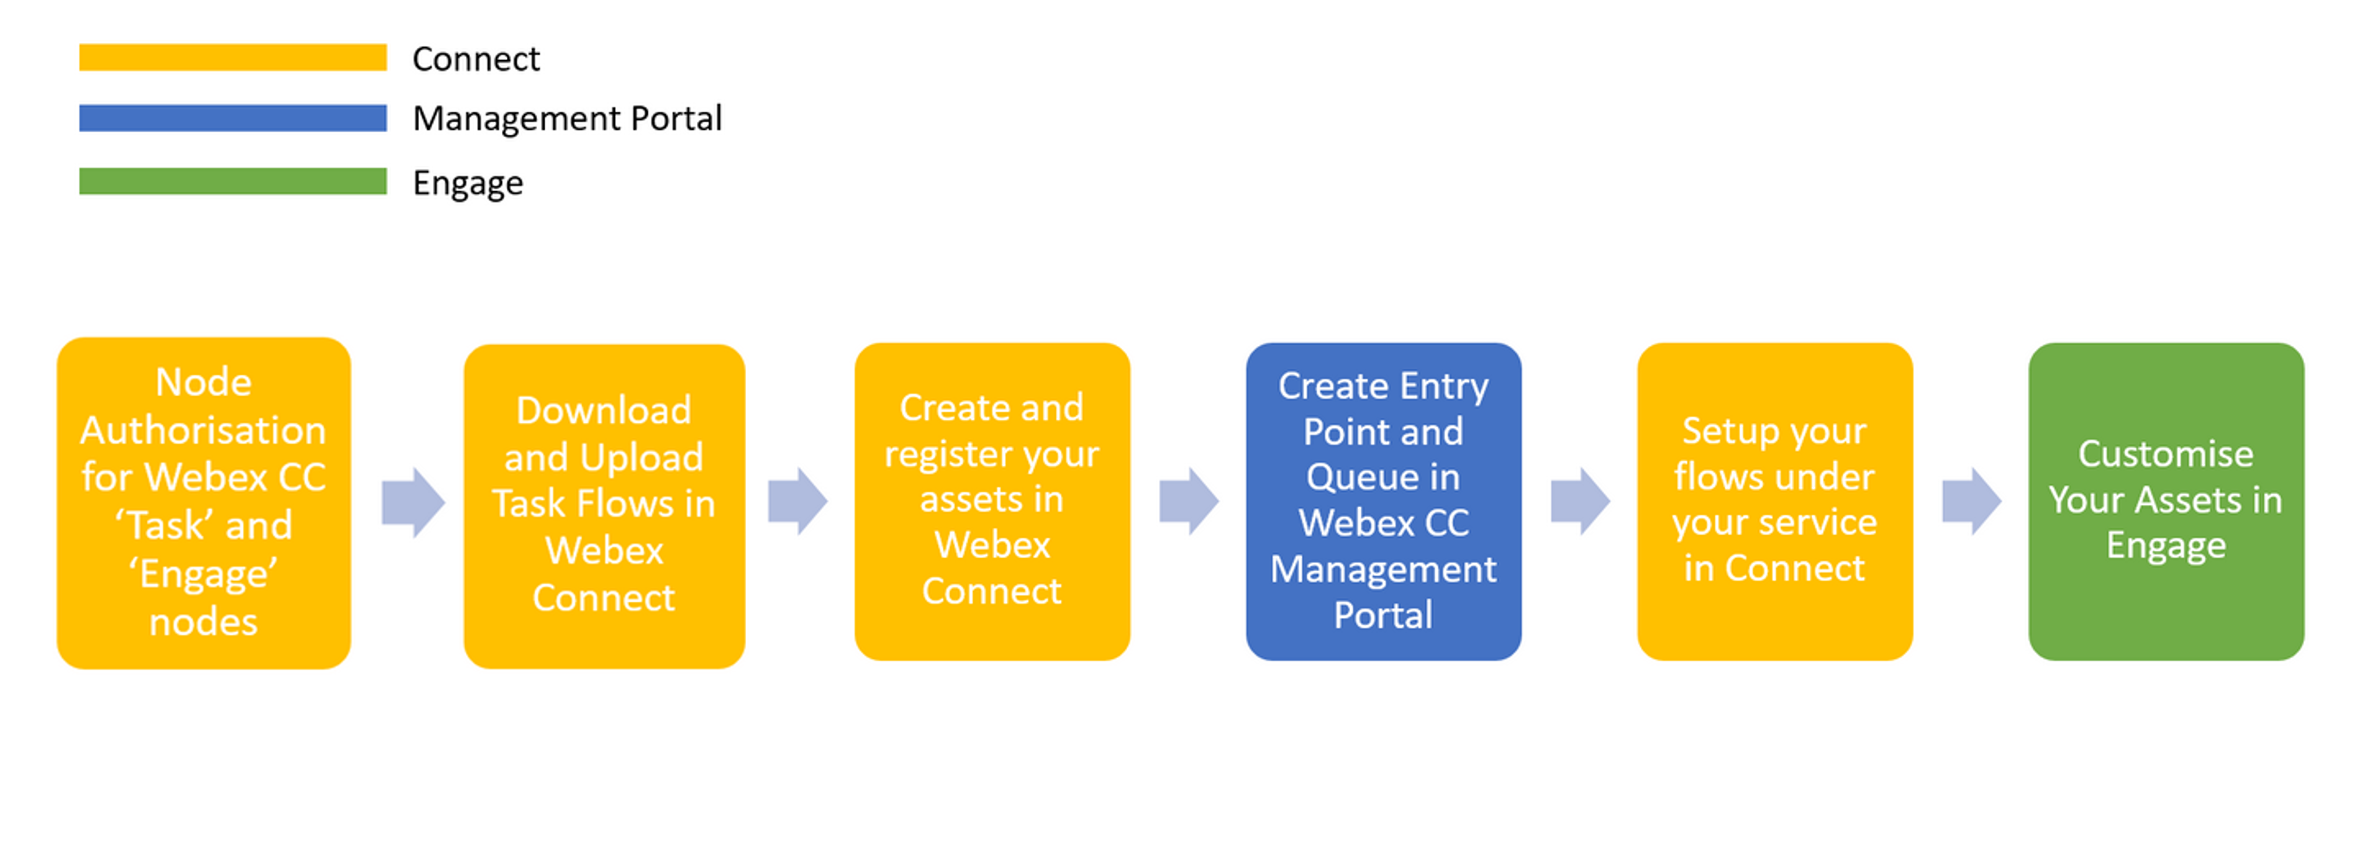 Connect
Management Portal
Engage
Node
Authorisation
for Webex CC
‘Task’ and
‘Engage’
nodes
Download
and Upload
Task Flows in
Webex
Connect
Create and
register your
assets in
Webex
Connect
Create Entry
Point and
Queue in
Webex CC
Management
Portal
Setup your
flows under
your service
in Connect
Customise
Your Assets in
Engage